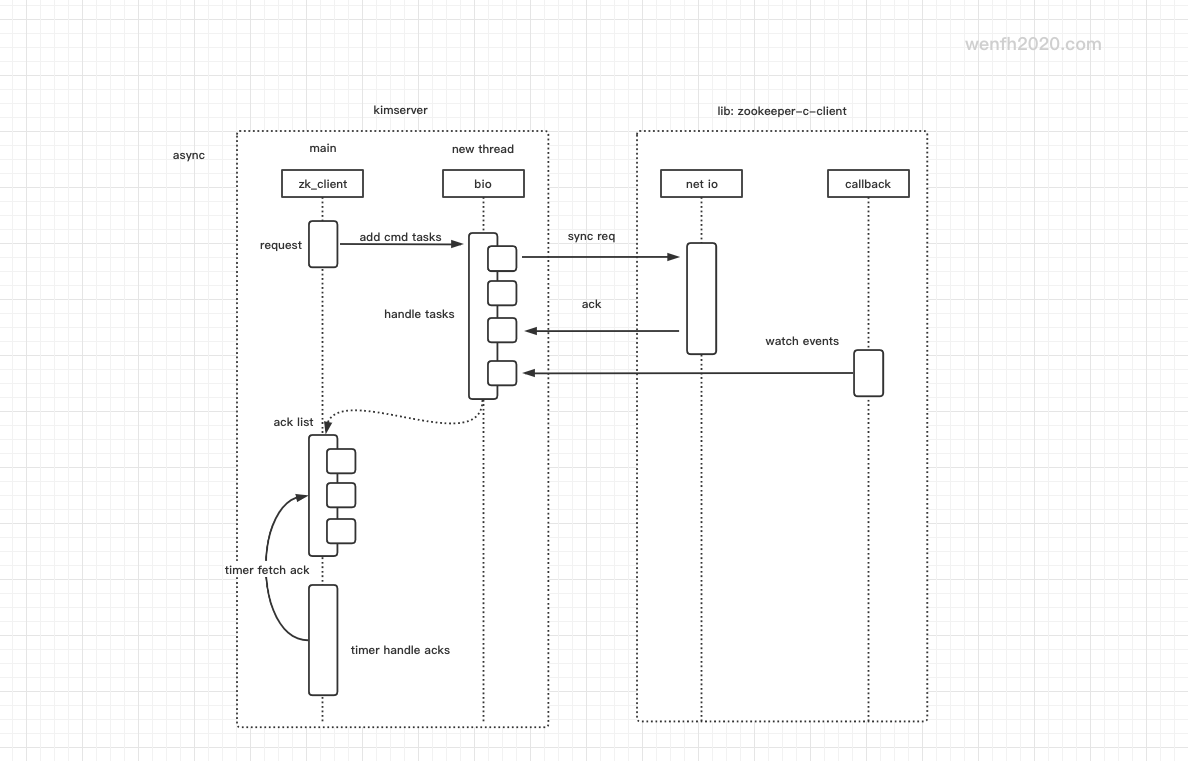 wenfh2020.com
kimserver
lib: zookeeper-c-client
async
main
new thread
zk_client
bio
net io
callback
request
add cmd tasks
sync req
ack
handle tasks
watch events
ack list
timer fetch ack
timer handle acks